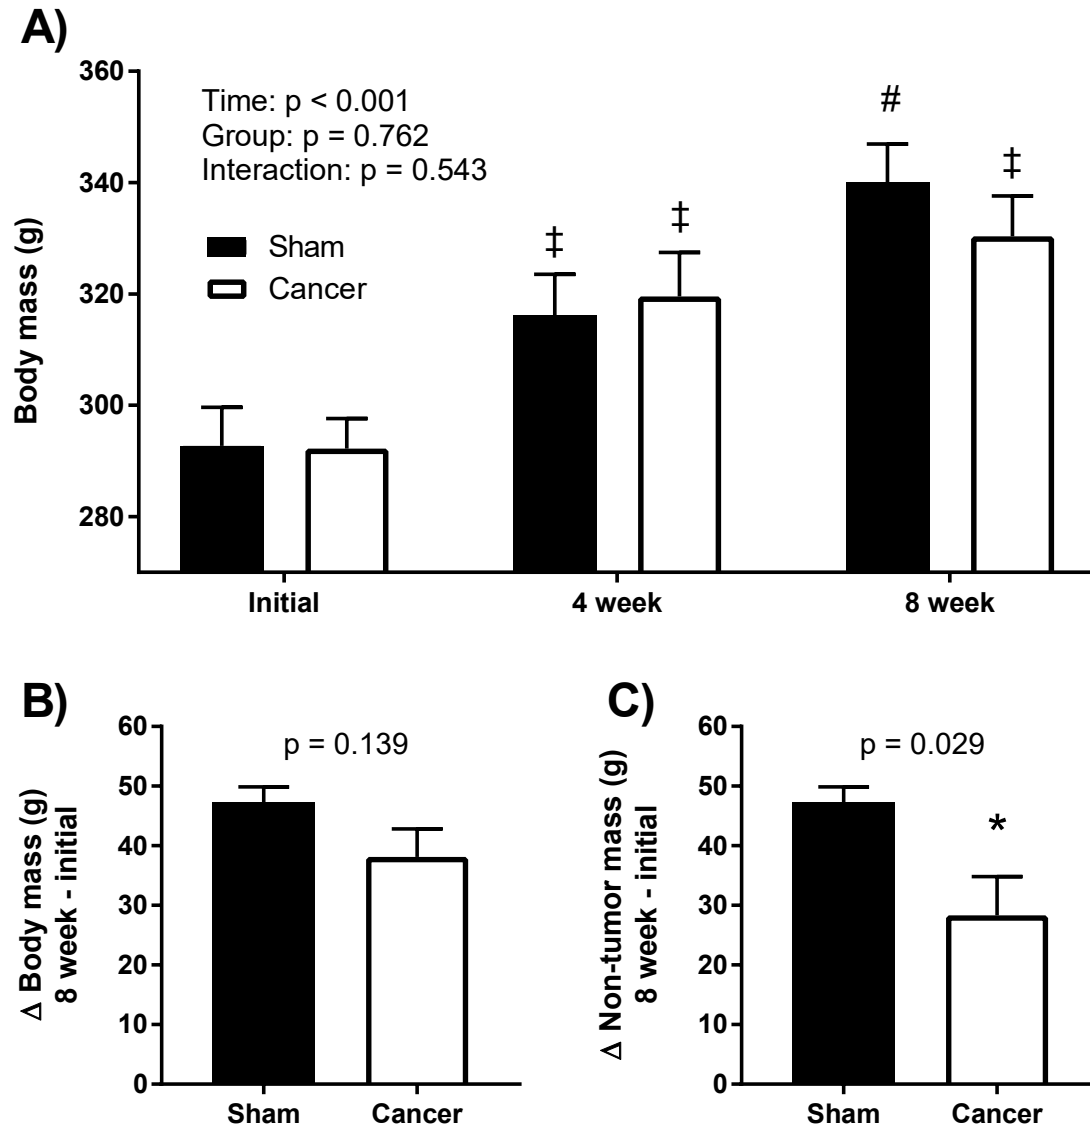 A)
Body mass (g)
360
340
320
300
280
Time: p < 0.001
Group: p = 0.762
Interaction: p = 0.543
Sham
Cancer
‡
‡
#
‡
Initial
4 week
8 week
B)
Δ Body mass (g)
8 week - initial
60
50
40
30
20
10
0
p = 0.139
Sham
Cancer
C)
Δ Non-tumor mass (g)
8 week - initial
60
50
40
30
20
10
0
p = 0.029
*
Sham
Cancer